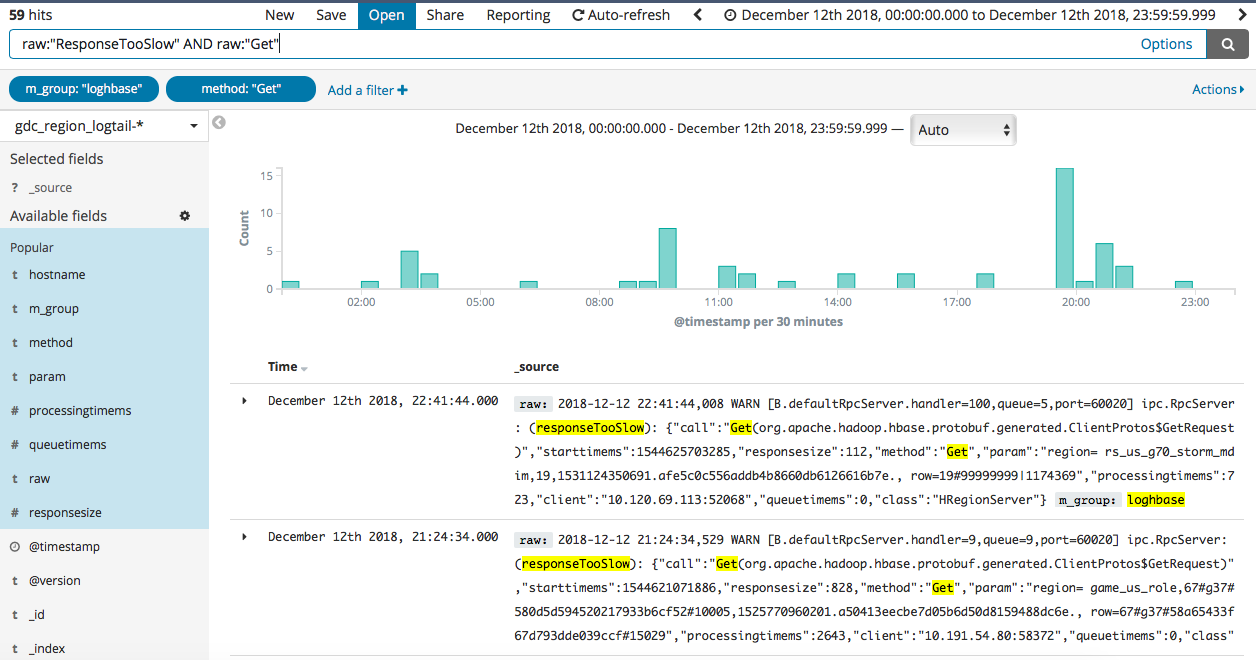 59 hits New Save Open Share Reporting Auto-refresh December 12th 2018, 00:00:00.000 to December 12th 2018, 23:59:59.999
raw:"ResponseTooSlow" AND raw:"Get" Options
m_group: "loghbase" method: "Get" Add a filter + Actions
gdc_region_logtail-*
Selected fields
? _source
Available fields
Popular
t hostname
t m_group
t method
t param
# processingtimems
# queuetimems
t raw
# responsesize
@timestamp
t @version
t _id
t _index
December 12th 2018, 00:00:00.000 - December 12th 2018, 23:59:59.999 — Auto
Count
15
10
5
0
02:00 05:00 08:00 11:00 14:00 17:00 20:00 23:00
@timestamp per 30 minutes
Time _source
December 12th 2018, 22:41:44.000 raw: 2018-12-12 22:41:44,008 WARN [B.defaultRpcServer.handler=100,queue=5,port=60020] ipc.RpcServer
: (responseTooSlow): {"call":"Get(org.apache.hadoop.hbase.protobuf.generated.ClientProtos$GetRequest
)","starttimems":1544625703285,"responsesize":112,"method":"Get","param":"region= rs_us_g70_storm_md
im,19,1531124350691.afe5c0c556addb4b8660db6126616b7e., row=19#99999999|1174369","processingtimems":7
23,"client":"10.120.69.113:52068","queuetimems":0,"class":"HRegionServer"} m_group: loghbase
December 12th 2018, 21:24:34.000 raw: 2018-12-12 21:24:34,529 WARN [B.defaultRpcServer.handler=9,queue=9,port=60020] ipc.RpcServer:
(responseTooSlow): {"call":"Get(org.apache.hadoop.hbase.protobuf.generated.ClientProtos$GetRequest)"
,"starttimems":1544621071886,"responsesize":828,"method":"Get","param":"region= game_us_role,67#g37#
580d5d594520217933b6cf52#10005,1525770960201.a50413eecbe7d05b6d50d8159488dc6e., row=67#g37#58a65433f
67d793dde039ccf#15029","processingtimems":2643,"client":"10.191.54.80:58372","queuetimems":0,"class"